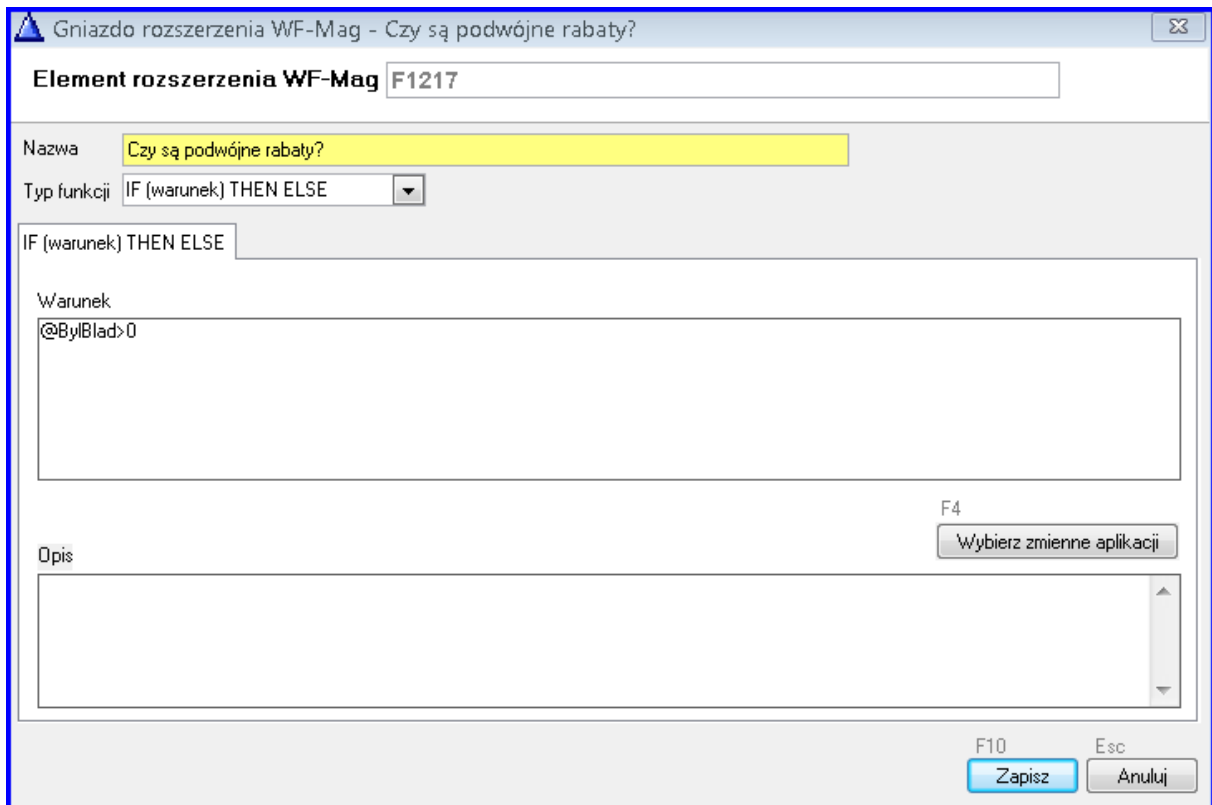 Gniazdo rozszerzenia WF-Mag - Czy są podwójne rabaty?
Element rozszerzenia WF-Mag F1217
Nazwa Czy są podwójne rabaty?
Typ funkcji IF (warunek) THEN ELSE
IF (warunek) THEN ELSE
Warunek
@BylBlad>0
F4
Wybierz zmienne aplikacji
Opis
F10 Esc
Zapisz Anuluj